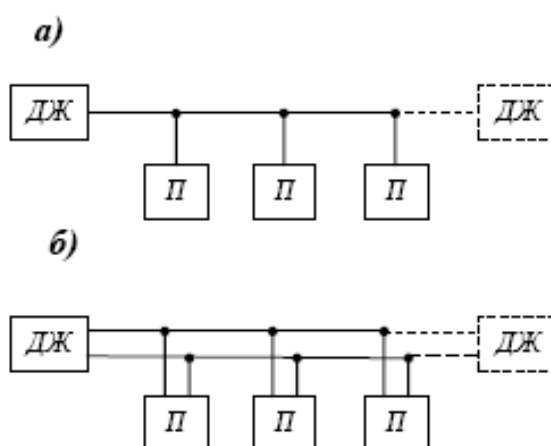 а)
ДЖ ДЖ
П П П
б)
ДЖ ДЖ
П П П